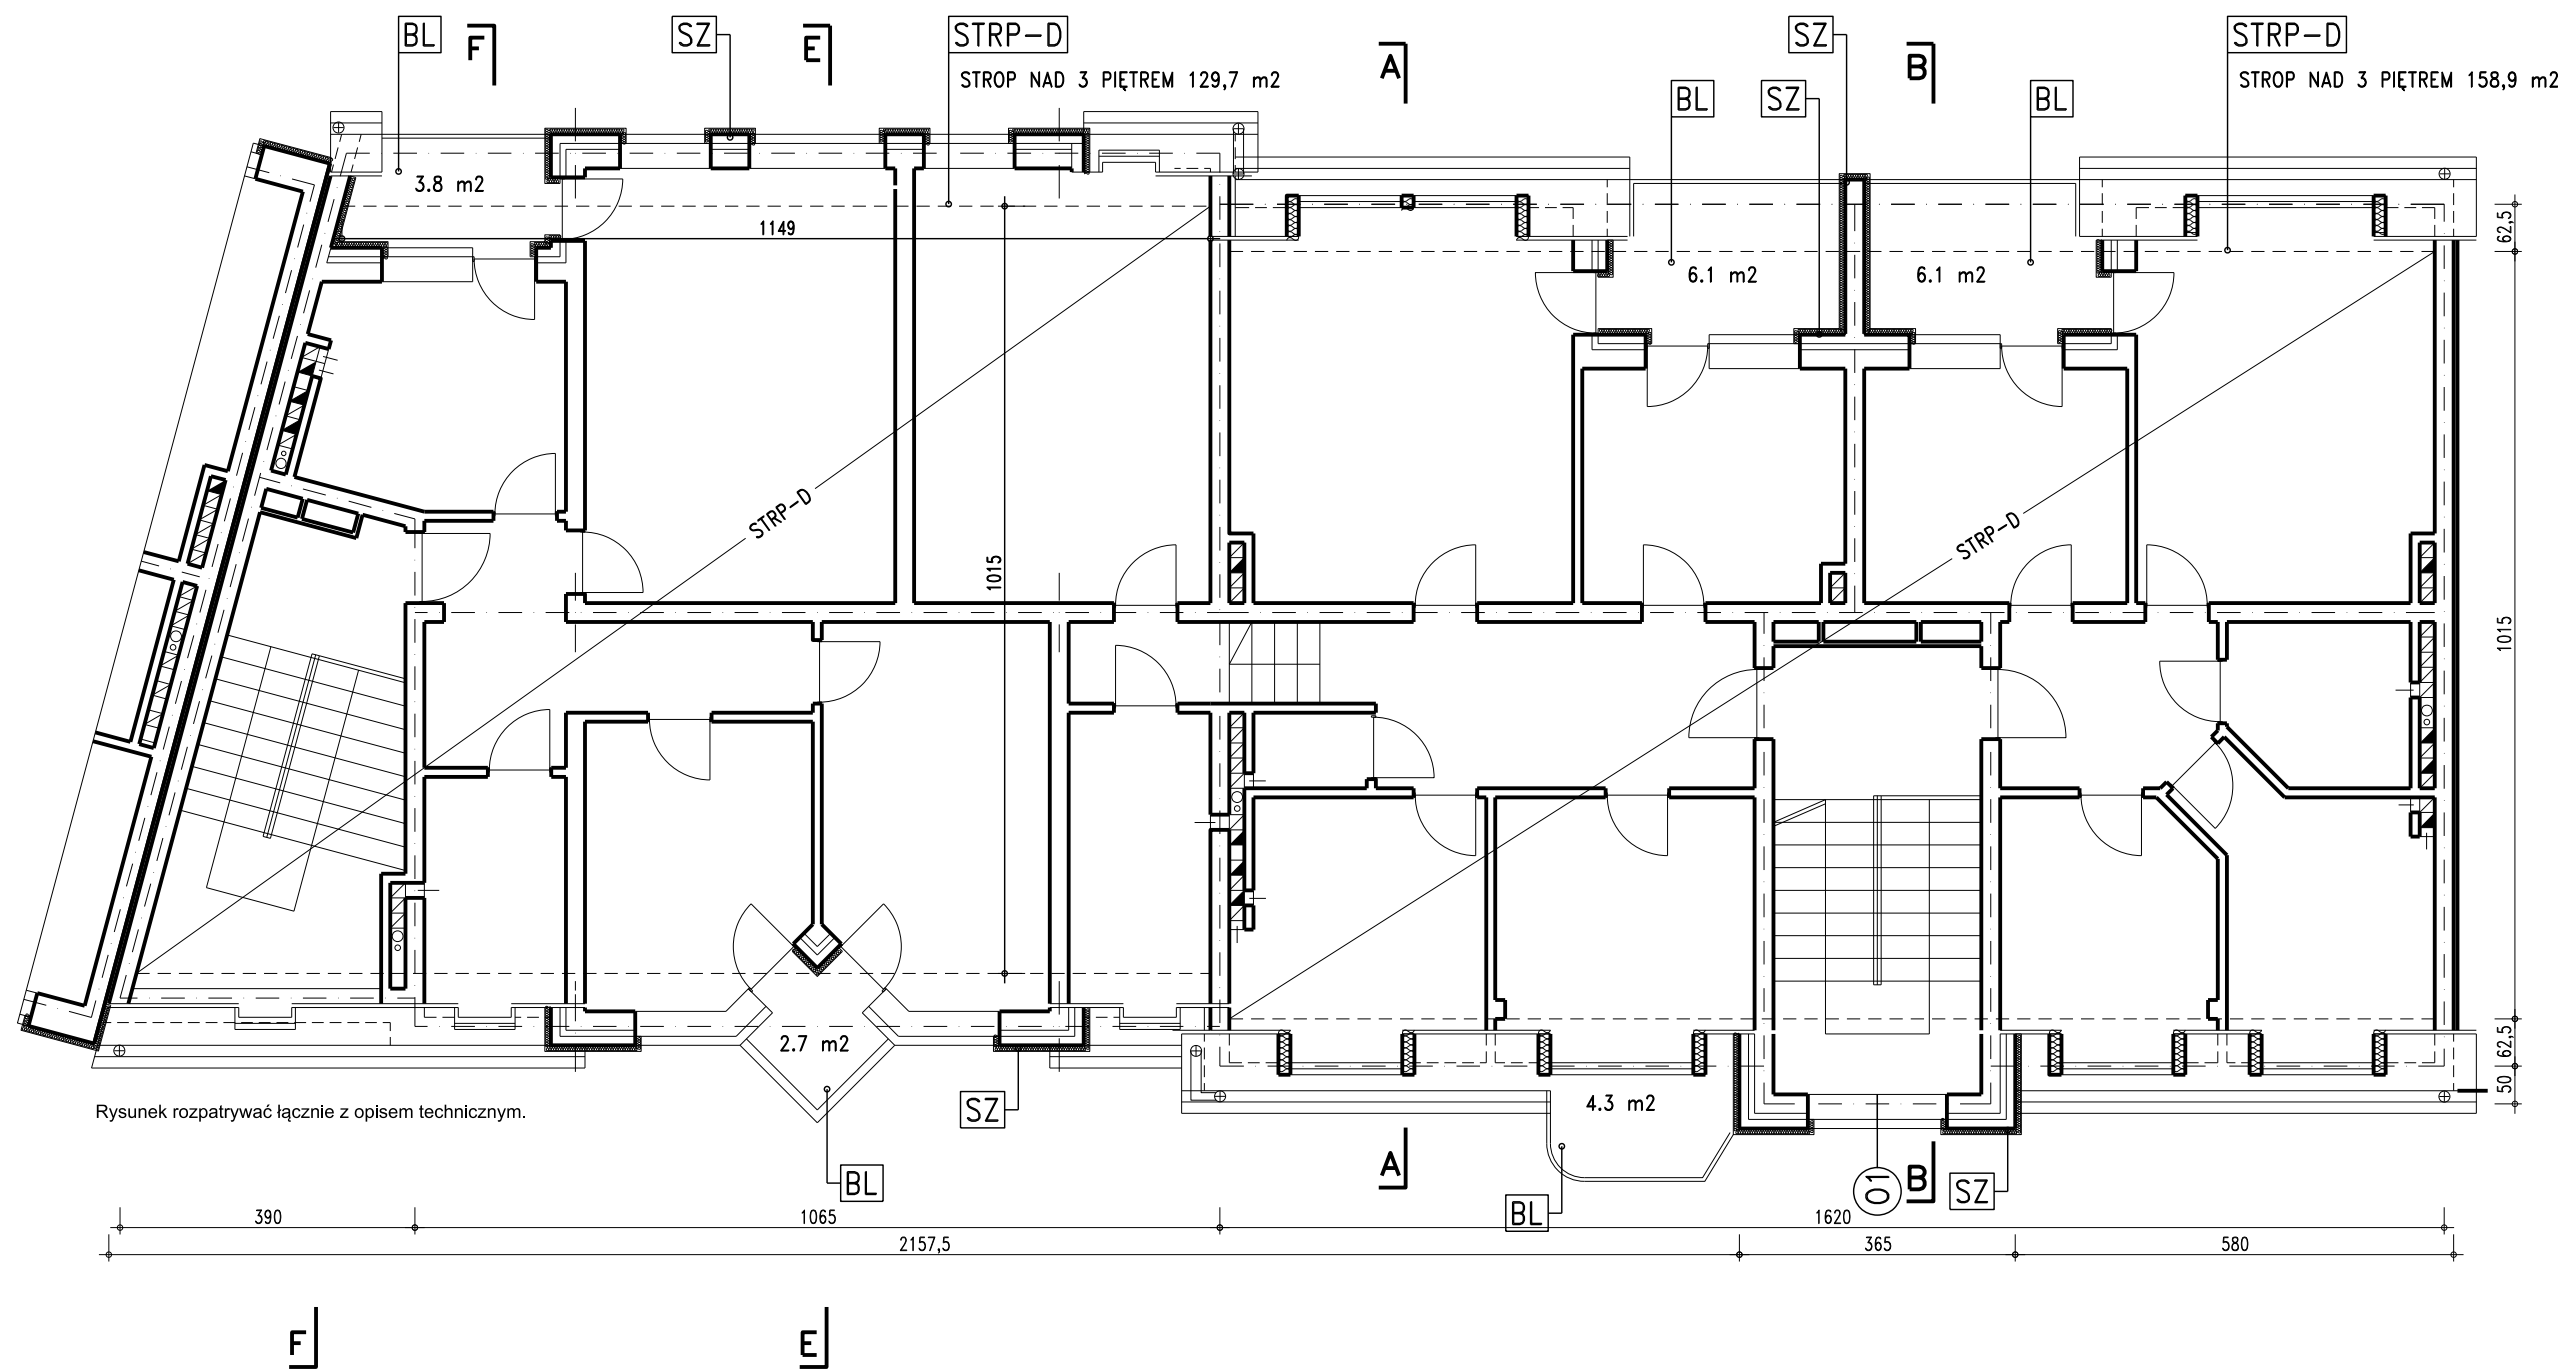 BL
F
SZ
E
STRP-D
STROP NAD 3 PIĘTREM 129,7 m2
A
SZ
B
STRP-D
STROP NAD 3 PIĘTREM 158,9 m2
BL
SZ
BL
3.8 m2
1149
62,5
6.1 m2
6.1 m2
STRP-D
STRP-D
1015
1015
2.7 m2
62,5
50
4.3 m2
SZ
Rysunek rozpatrywać łącznie z opisem technicznym.
BL
A
BL
01
B
SZ
390
1065
1620
2157,5
365
580
F
E